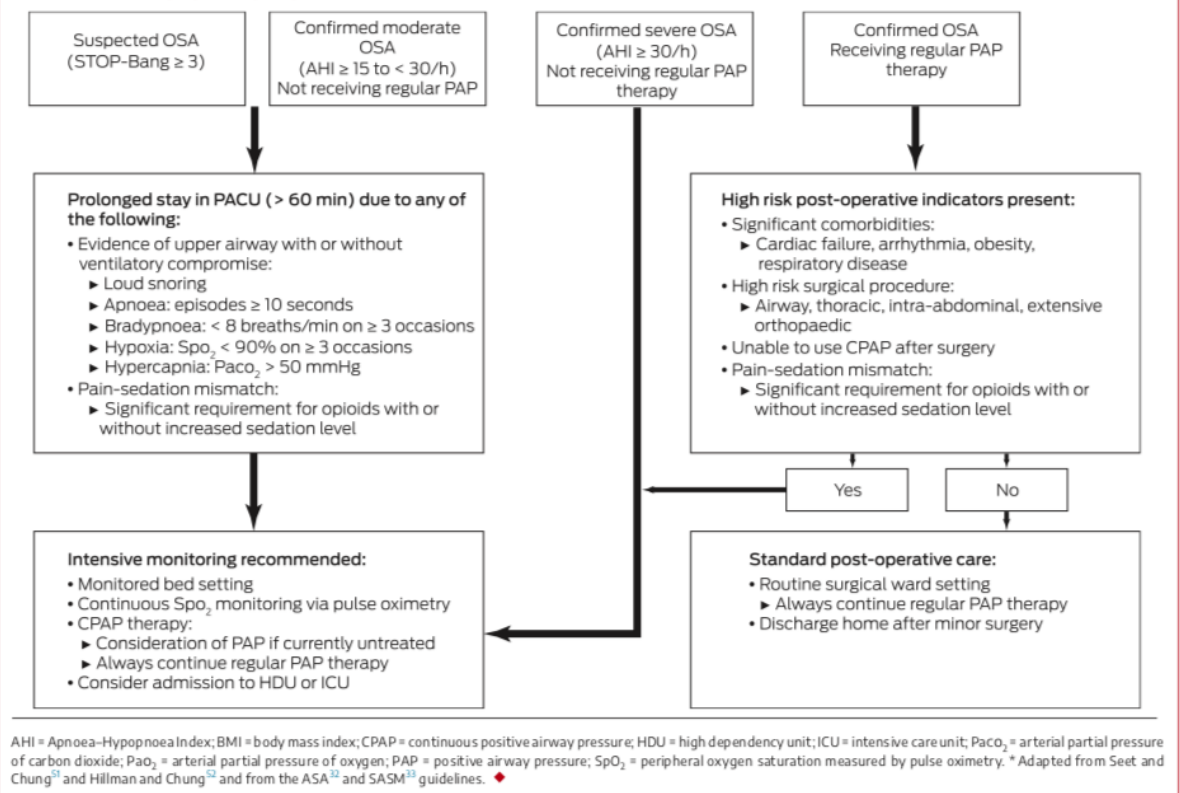 Suspected OSA
(STOP-Bang ≥ 3)
Confirmed moderate
OSA
(AHI ≥ 15 to < 30/h)
Not receiving regular PAP
Confirmed severe OSA
(AHI ≥ 30/h)
Not receiving regular PAP
therapy
Confirmed OSA
Receiving regular PAP
therapy
Prolonged stay in PACU (> 60 min) due to any of
the following:
• Evidence of upper airway with or without
ventilatory compromise:
► Loud snoring
► Apnoea: episodes ≥ 10 seconds
► Bradypnoea: < 8 breaths/min on ≥ 3 occasions
► Hypoxia: Spo₂ < 90% on ≥ 3 occasions
► Hypercapnia: Paco₂ > 50 mmHg
• Pain-sedation mismatch:
► Significant requirement for opioids with or
without increased sedation level
High risk post-operative indicators present:
• Significant comorbidities:
► Cardiac failure, arrhythmia, obesity,
respiratory disease
• High risk surgical procedure:
► Airway, thoracic, intra-abdominal, extensive
orthopaedic
• Unable to use CPAP after surgery
• Pain-sedation mismatch:
► Significant requirement for opioids with or
without increased sedation level
Yes
No
Intensive monitoring recommended:
• Monitored bed setting
• Continuous Spo₂ monitoring via pulse oximetry
• CPAP therapy:
► Consideration of PAP if currently untreated
► Always continue regular PAP therapy
• Consider admission to HDU or ICU
Standard post-operative care:
• Routine surgical ward setting
► Always continue regular PAP therapy
• Discharge home after minor surgery
AHI = Apnoea–Hypopnoea Index; BMI = body mass index; CPAP = continuous positive airway pressure; HDU = high dependency unit; ICU = intensive care unit; Paco₂ = arterial partial pressure
of carbon dioxide; Pao₂ = arterial partial pressure of oxygen; PAP = positive airway pressure; SpO₂ = peripheral oxygen saturation measured by pulse oximetry. * Adapted from Seet and
Chung⁵¹ and Hillman and Chung⁵² and from the ASA³² and SASM³³ guidelines. ◆